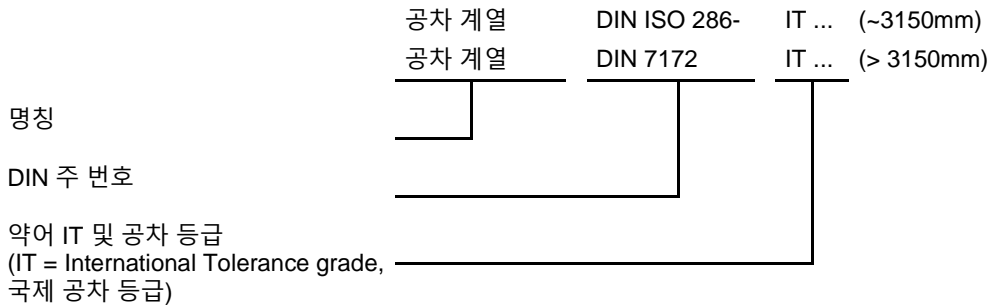 공차 계열 DIN ISO 286- IT ... (~3150mm)
공차 계열 DIN 7172 IT ... (> 3150mm)
명칭
DIN 주 번호
약어 IT 및 공차 등급
(IT = International Tolerance grade,
국제 공차 등급)